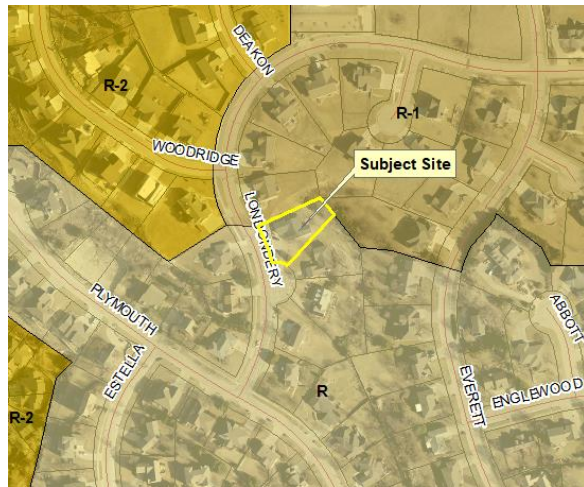 DEAKON
R-2
R-1
WOODRIDGE
Subject Site
LONDONDERY
PLYMOUTH
ABBOTT
ESTELLA
EVERETT
R
ENGLEWOOD
R-2